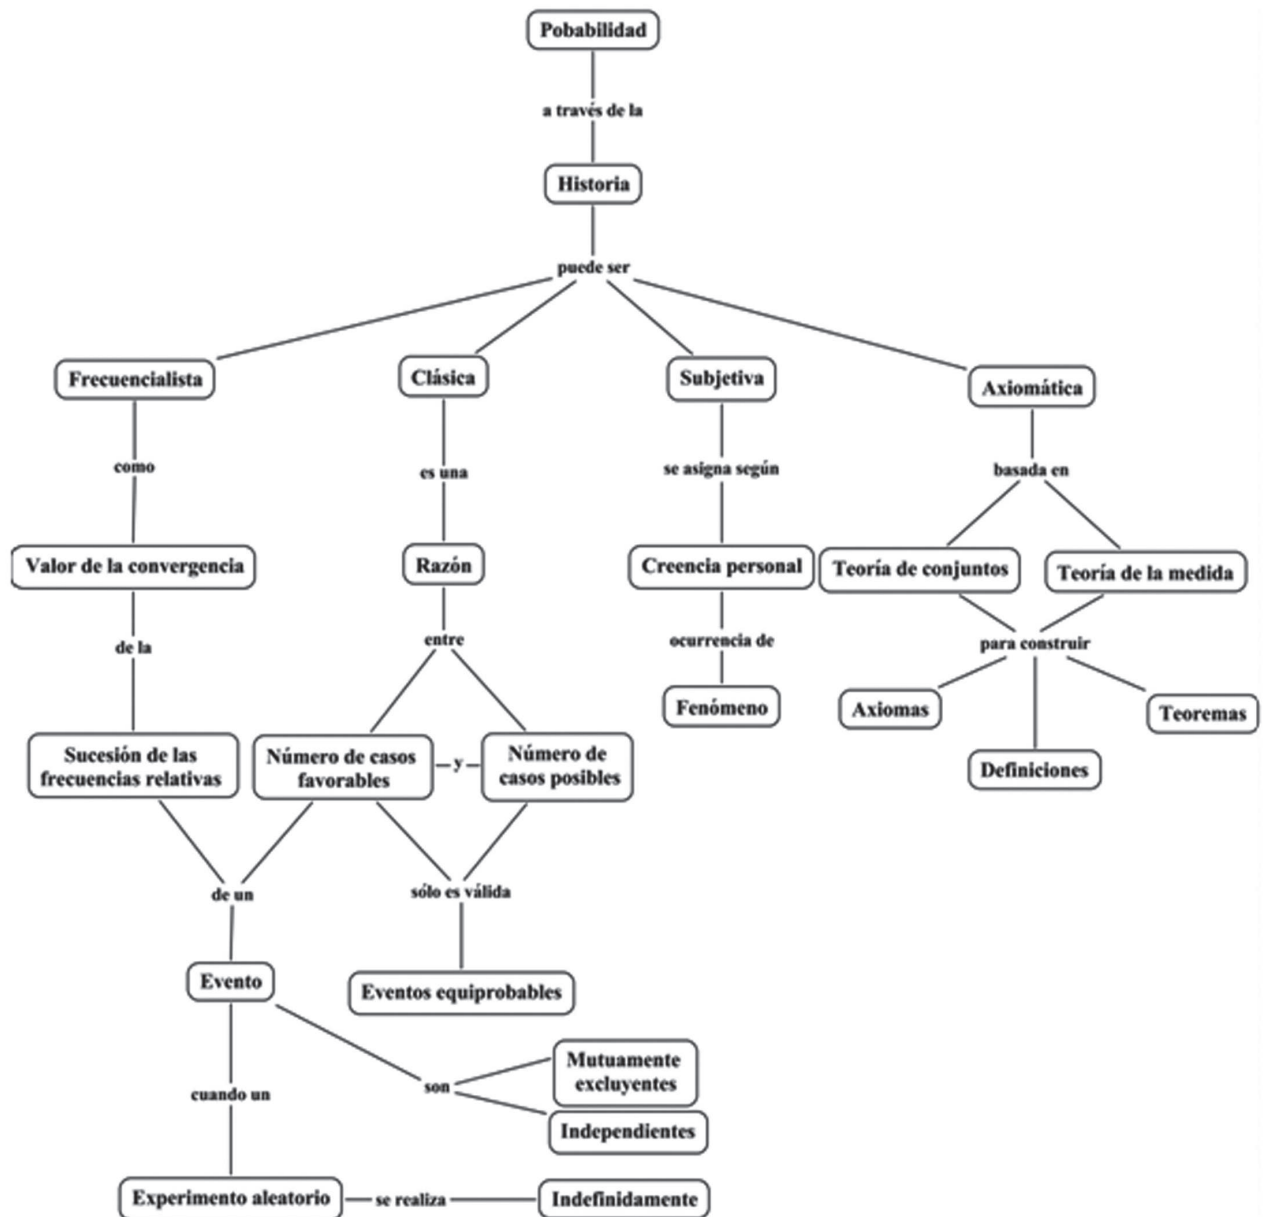 Pobabilidad
a través de la
Historia
puede ser
Frecuencialista
Clásica
Subjetiva
Axiomática
como
es una
se asigna según
basada en
Valor de la convergencia
Razón
Creencia personal
Teoría de conjuntos
Teoría de la medida
de la
entre
ocurrencia de
para construir
Fenómeno
Axiomas
Teoremas
Sucesión de las
frecuencias relativas
Número de casos
favorables
y
Número de
casos posibles
Definiciones
de un
sólo es válida
Evento
Eventos equiprobables
Mutuamente
excluyentes
son
cuando un
Independientes
Experimento aleatorio
se realiza
Indefinidamente